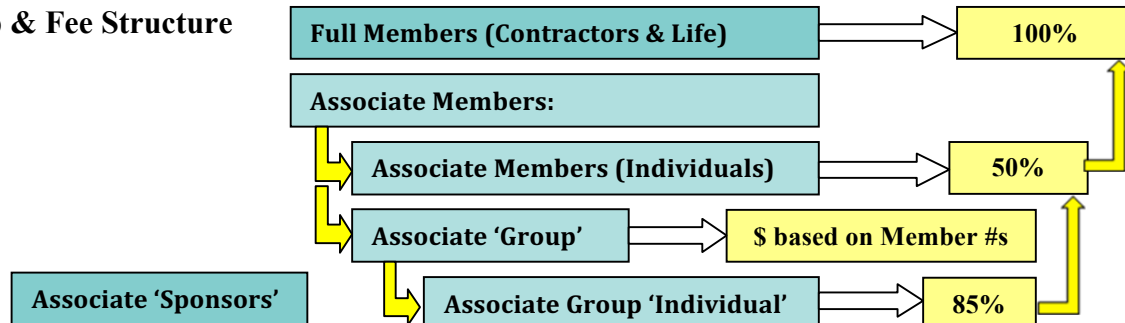 & Fee Structure
Full Members (Contractors & Life)
100%
Associate Members:
Associate Members (Individuals)
50%
Associate ‘Group’
$ based on Member #s
Associate ‘Sponsors’
Associate Group ‘Individual’
85%